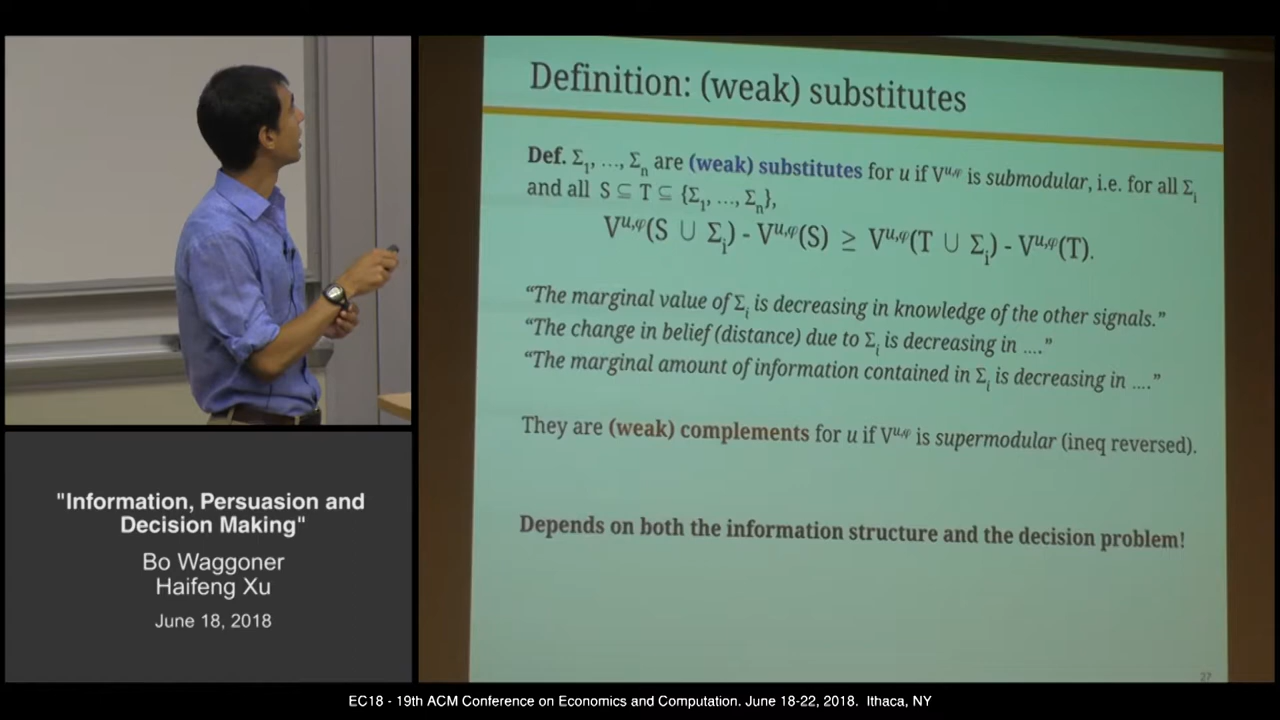 Definition: (weak) substitutes
Def. Σ₁, ..., Σₙ are (weak) substitutes for u if Vᵘ,ᵠ is submodular, i.e. for all Σᵢ
and all S ⊆ T ⊆ {Σ₁, ..., Σₙ},
Vᵘ,ᵠ(S ∪ Σᵢ) - Vᵘ,ᵠ(S) ≥ Vᵘ,ᵠ(T ∪ Σᵢ) - Vᵘ,ᵠ(T).
“The marginal value of Σᵢ is decreasing in knowledge of the other signals.”
“The change in belief (distance) due to Σᵢ is decreasing in ....”
“The marginal amount of information contained in Σᵢ is decreasing in ....”
They are (weak) complements for u if Vᵘ,ᵠ is supermodular (ineq reversed).
Depends on both the information structure and the decision problem!
27
"Information, Persuasion and
Decision Making"
Bo Waggoner
Haifeng Xu
June 18, 2018
EC18 - 19th ACM Conference on Economics and Computation. June 18-22, 2018. Ithaca, NY